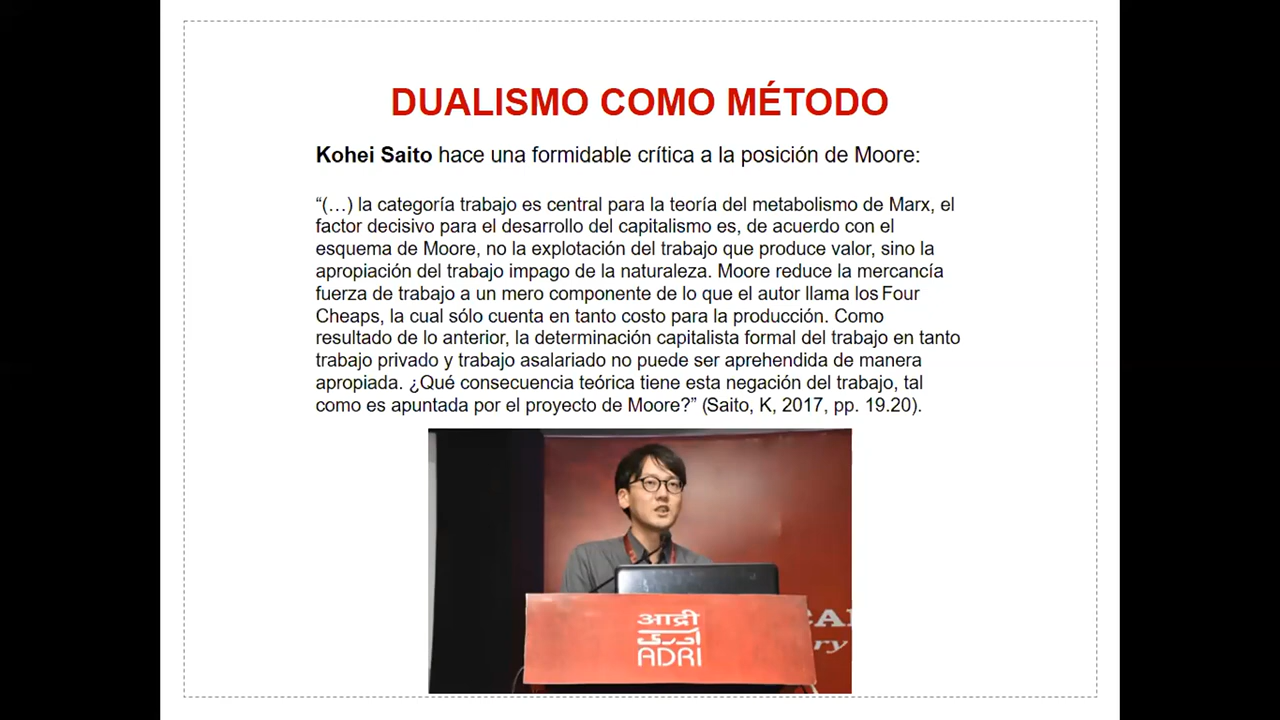 DUALISMO COMO MÉTODO
Kohei Saito hace una formidable crítica a la posición de Moore:
“(…) la categoría trabajo es central para la teoría del metabolismo de Marx, el
factor decisivo para el desarrollo del capitalismo es, de acuerdo con el
esquema de Moore, no la explotación del trabajo que produce valor, sino la
apropiación del trabajo impago de la naturaleza. Moore reduce la mercancía
fuerza de trabajo a un mero componente de lo que el autor llama los Four
Cheaps, la cual sólo cuenta en tanto costo para la producción. Como
resultado de lo anterior, la determinación capitalista formal del trabajo en tanto
trabajo privado y trabajo asalariado no puede ser aprehendida de manera
apropiada. ¿Qué consecuencia teórica tiene esta negación del trabajo, tal
como es apuntada por el proyecto de Moore?” (Saito, K, 2017, pp. 19.20).
आद्री
ADRI